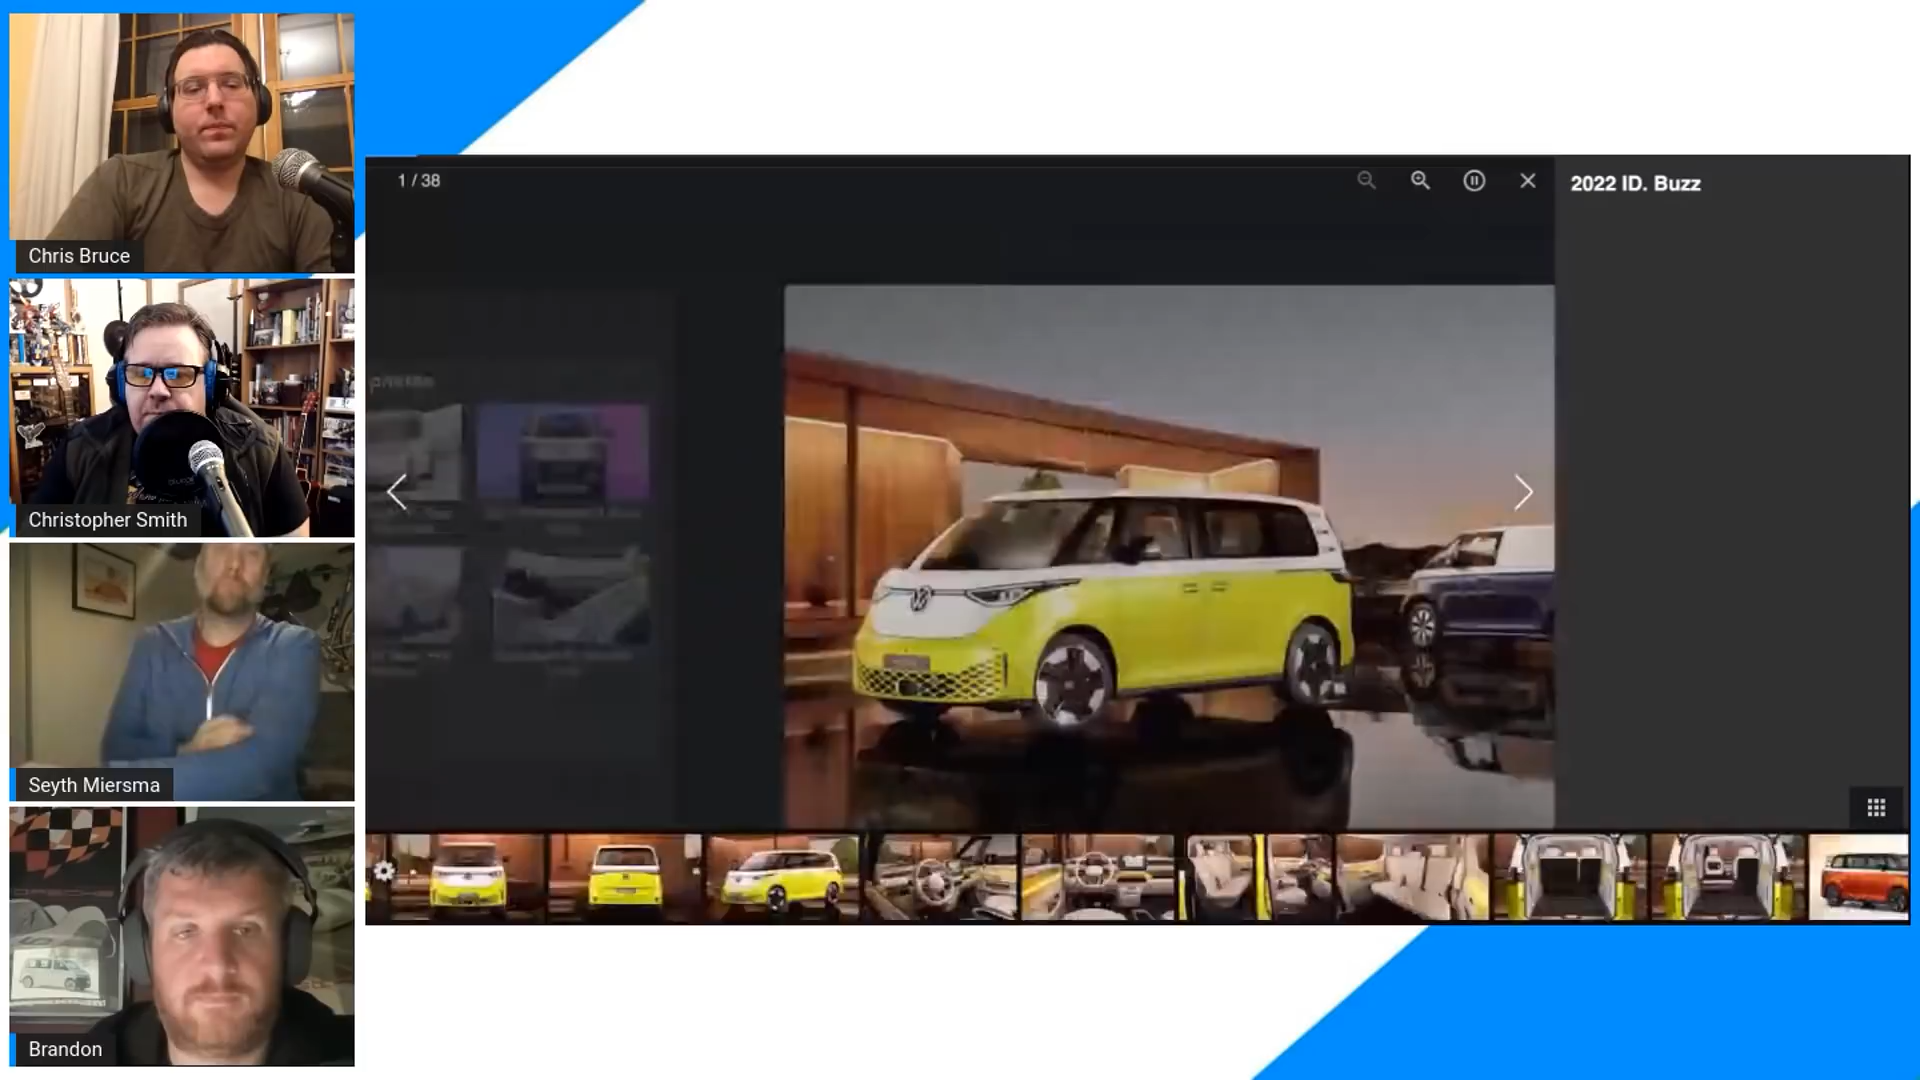 Chris Bruce
Christopher Smith
Seyth Miersma
Brandon
1 / 38
2022 ID. Buzz